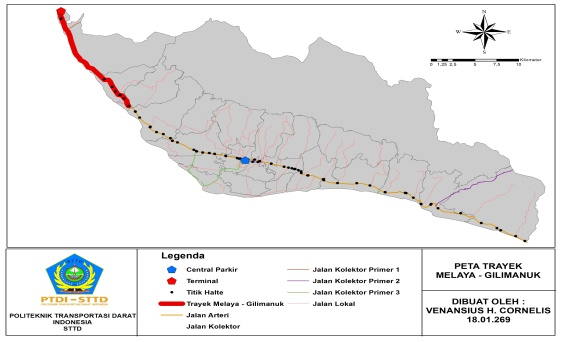 N
W E
S
Kilometer
0 1.25 2.5 5 7.5 10
PTDI - STTD
POLITEKNIK TRANSPORTASI DARAT
INDONESIA
STTD
Legenda
Central Parkir
Terminal
Titik Halte
Trayek Melaya - Gilimanuk
Jalan Arteri
Jalan Kolektor
Jalan Kolektor Primer 1
Jalan Kolektor Primer 2
Jalan Kolektor Primer 3
Jalan Lokal
PETA TRAYEK
MELAYA - GILIMANUK
DIBUAT OLEH :
VENANSIUS H. CORNELIS
18.01.269